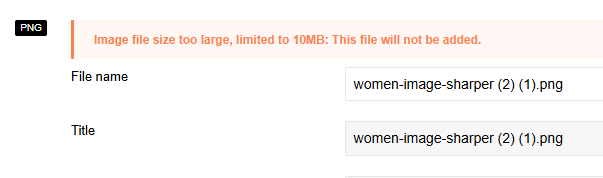 PNG
Image file size too large, limited to 10MB: This file will not be added.
File name
women-image-sharper (2) (1).png
Title
women-image-sharper (2) (1).png